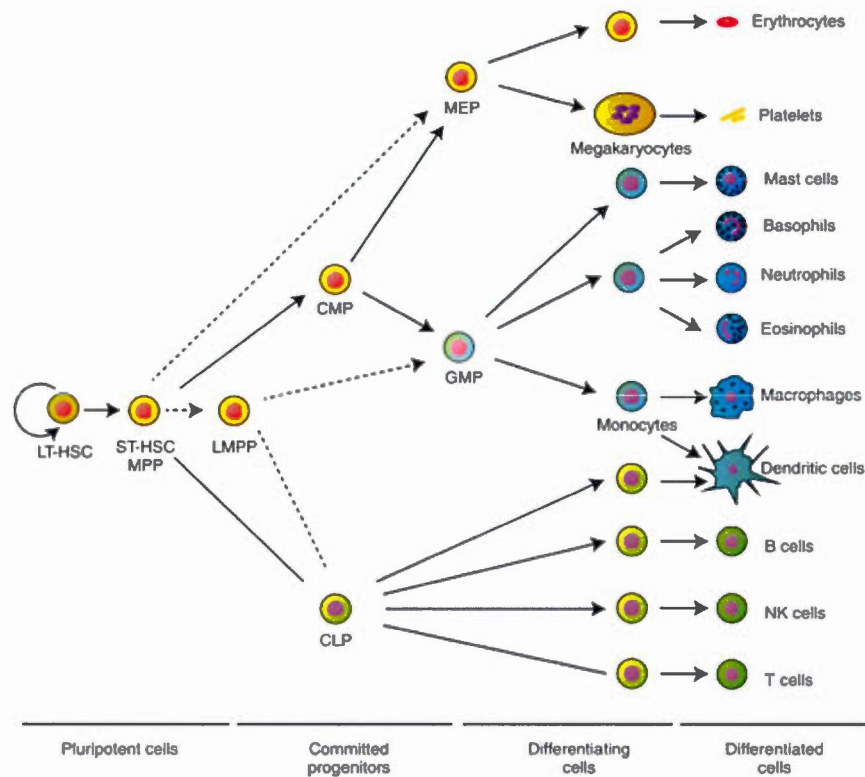 Erythrocytes
MEP
Platelets
Megakaryocytes
Mast cells
Basophils
CMP
Neutrophils
Eosinophils
GMP
Macrophages
Monocytes
LT-HSC
ST-HSC
MPP
LMPP
Dendritic cells
B cells
NK cells
CLP
T cells
Pluripotent cells
Committed
progenitors
Differentiating
cells
Differentiated
cells